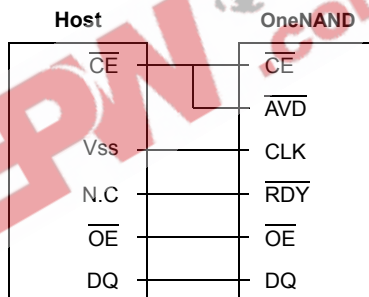 Host OneNAND
CE CE
AVD
Vss CLK
N.C RDY
OE OE
DQ DQ